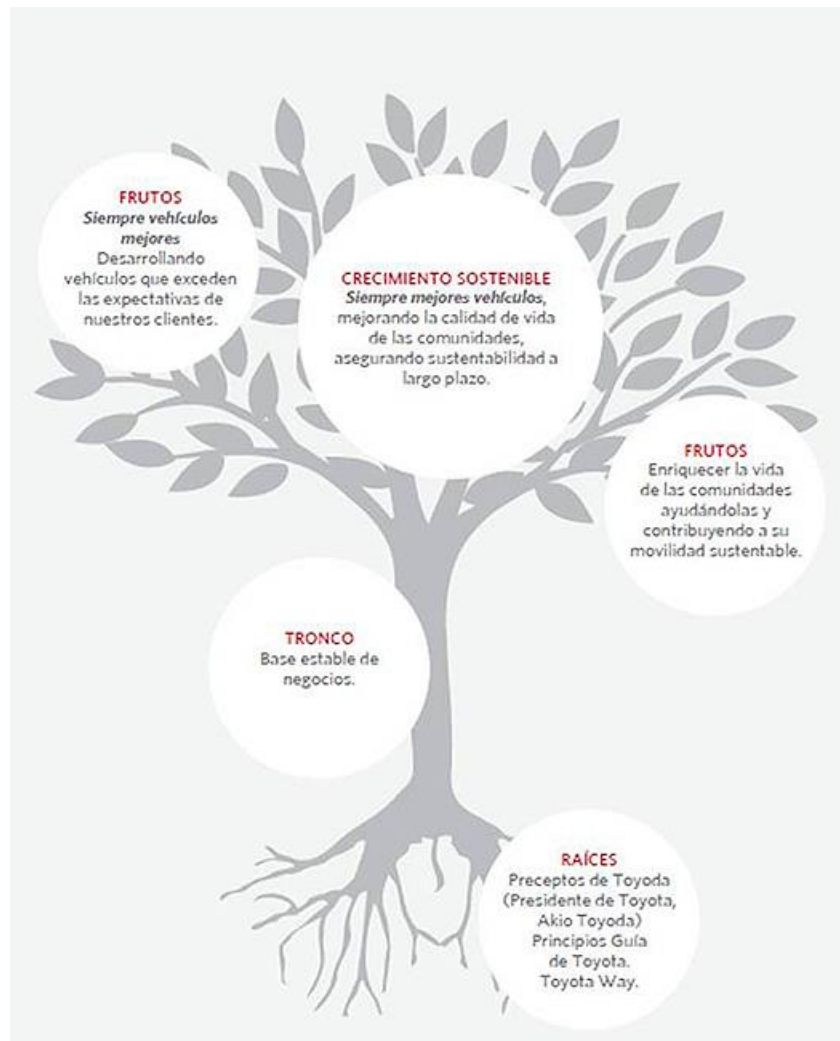 FRUTOS
Siempre vehículos
mejores
Desarrollando
vehículos que exceden
las expectativas de
nuestros clientes.
CRECIMIENTO SOSTENIBLE
Siempre mejores vehículos,
mejorando la calidad de vida
de las comunidades,
asegurando sustentabilidad a
largo plazo.
FRUTOS
Enriquecer la vida
de las comunidades
ayudándolas y
contribuyendo a su
movilidad sustentable.
TRONCO
Base estable de
negocios.
RAÍCES
Preceptos de Toyoda
(Presidente de Toyota,
Akio Toyoda)
Principios Guía
de Toyota.
Toyota Way.